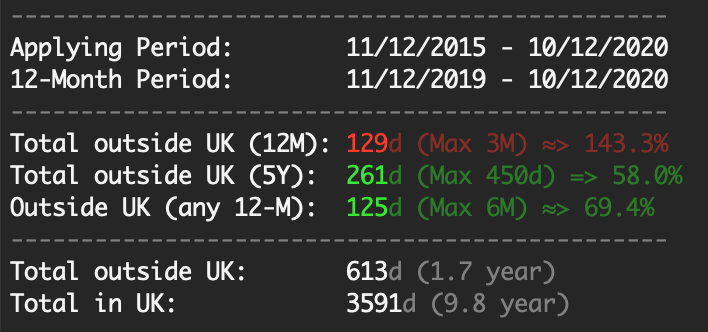 Applying Period: 11/12/2015 - 10/12/2020
12-Month Period: 11/12/2019 - 10/12/2020
Total outside UK (12M): 129d (Max 3M) ≈> 143.3%
Total outside UK (5Y): 261d (Max 450d) => 58.0%
Outside UK (any 12-M): 125d (Max 6M) ≈> 69.4%
Total outside UK: 613d (1.7 year)
Total in UK: 3591d (9.8 year)